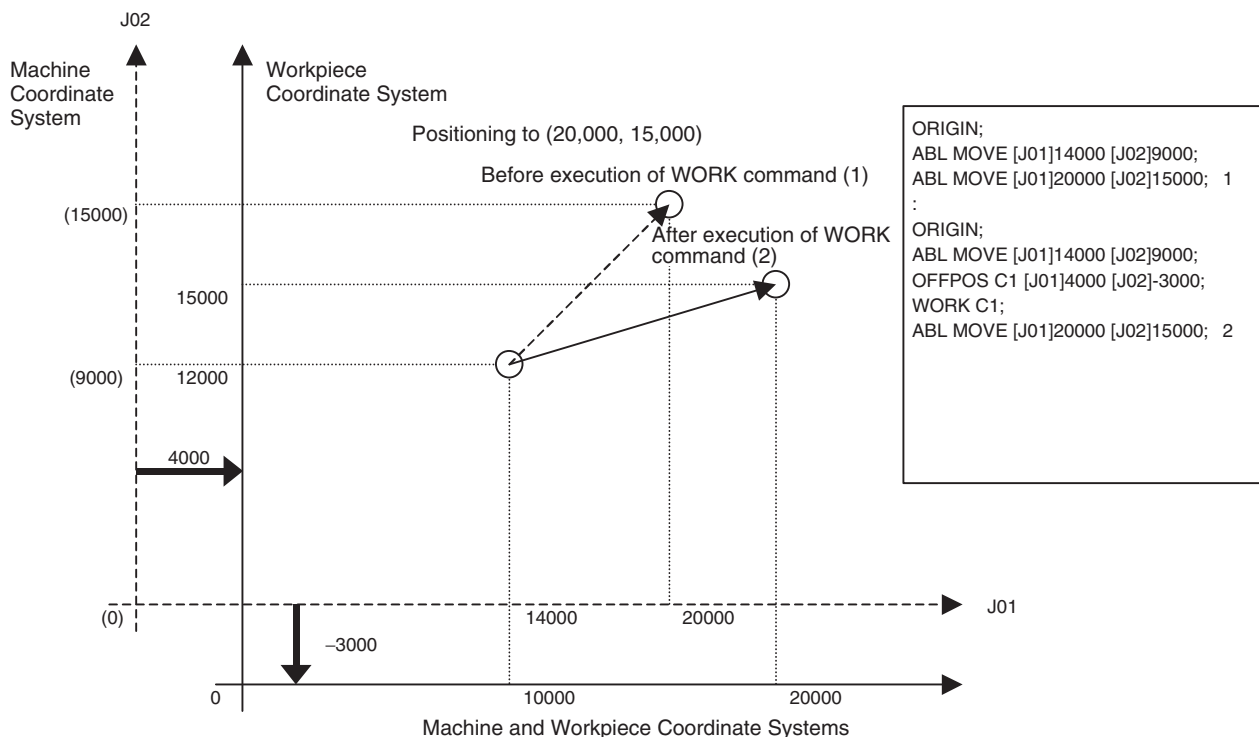 J02
Machine
Coordinate
System
Workpiece
Coordinate System
Positioning to (20,000, 15,000)
Before execution of WORK command (1)
(15000)
After execution of WORK
command (2)
15000
(9000)
12000
4000
(0)
14000
20000
J01
–3000
0
10000
20000
Machine and Workpiece Coordinate Systems
ORIGIN;
ABL MOVE [J01]14000 [J02]9000;
ABL MOVE [J01]20000 [J02]15000; 1
:
ORIGIN;
ABL MOVE [J01]14000 [J02]9000;
OFFPOS C1 [J01]4000 [J02]-3000;
WORK C1;
ABL MOVE [J01]20000 [J02]15000; 2